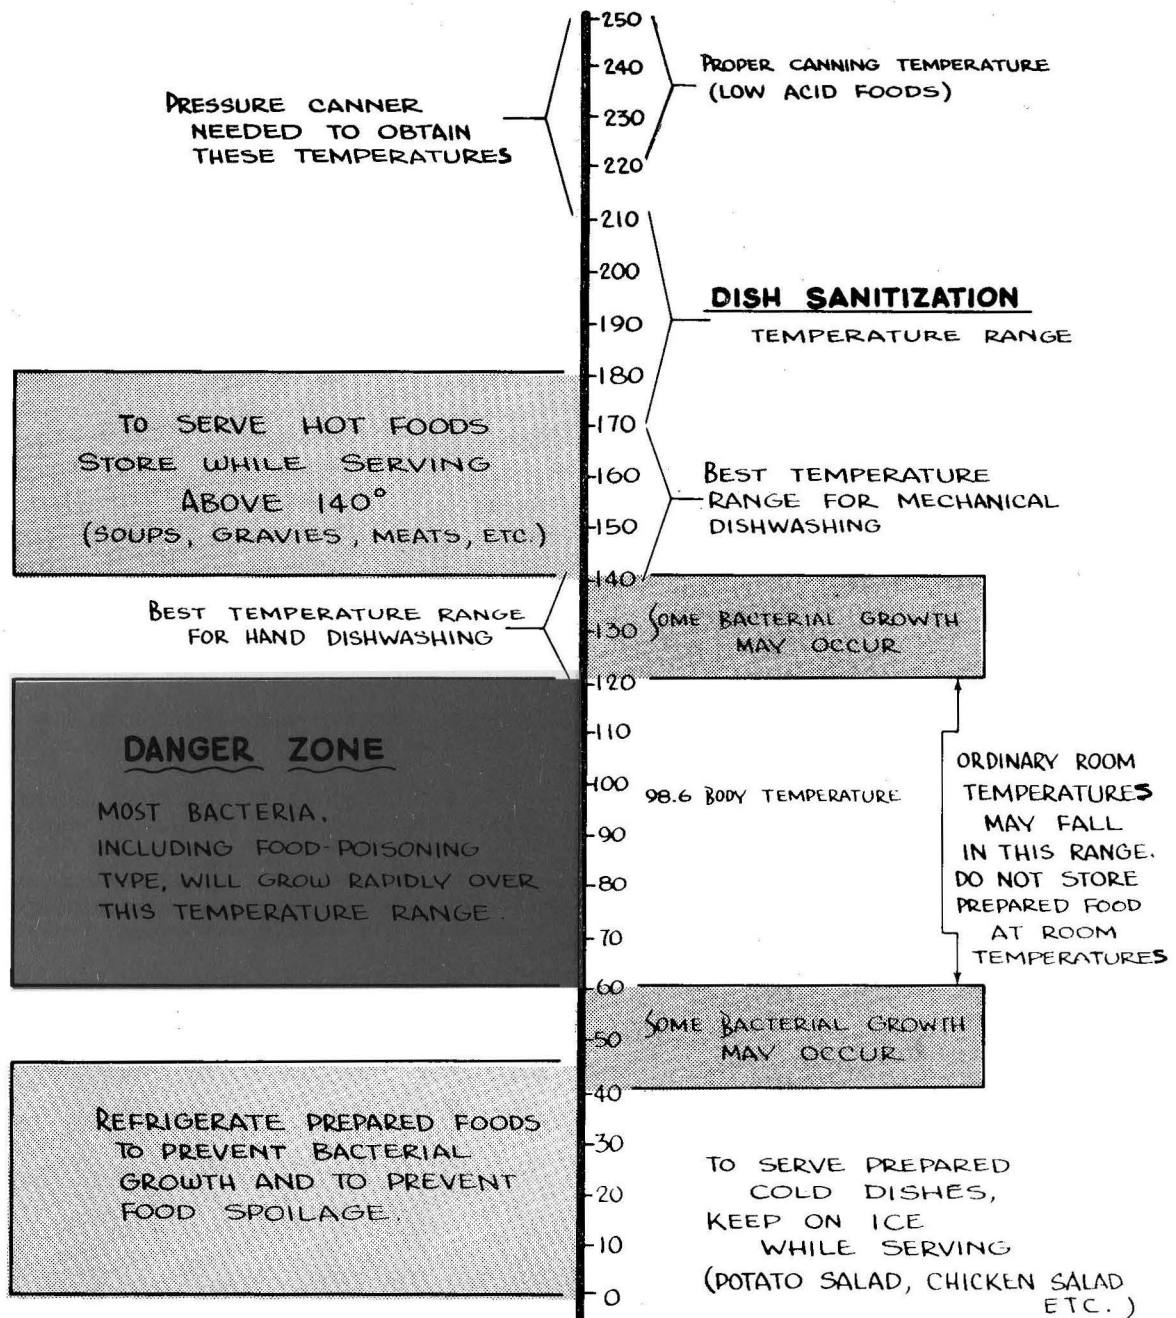 250
240
230
220
210
200
190
180
170
160
150
140
130
120
110
100
90
80
70
60
50
40
30
20
10
0
PRESSURE CANNER
NEEDED TO OBTAIN
THESE TEMPERATURES
PROPER CANNING TEMPERATURE
(LOW ACID FOODS)
DISH SANITIZATION
TEMPERATURE RANGE
TO SERVE HOT FOODS
STORE WHILE SERVING
ABOVE 140°
(SOUPS, GRAVIES, MEATS, ETC.)
BEST TEMPERATURE
RANGE FOR MECHANICAL
DISHWASHING
BEST TEMPERATURE RANGE
FOR HAND DISHWASHING
SOME BACTERIAL GROWTH
MAY OCCUR
DANGER ZONE
MOST BACTERIA,
INCLUDING FOOD-POISONING
TYPE, WILL GROW RAPIDLY OVER
THIS TEMPERATURE RANGE.
98.6 BODY TEMPERATURE
ORDINARY ROOM
TEMPERATURES
MAY FALL
IN THIS RANGE.
DO NOT STORE
PREPARED FOOD
AT ROOM
TEMPERATURES
SOME BACTERIAL GROWTH
MAY OCCUR
REFRIGERATE PREPARED FOODS
TO PREVENT BACTERIAL
GROWTH AND TO PREVENT
FOOD SPOILAGE.
TO SERVE PREPARED
COLD DISHES,
KEEP ON ICE
WHILE SERVING
(POTATO SALAD, CHICKEN SALAD
ETC.)